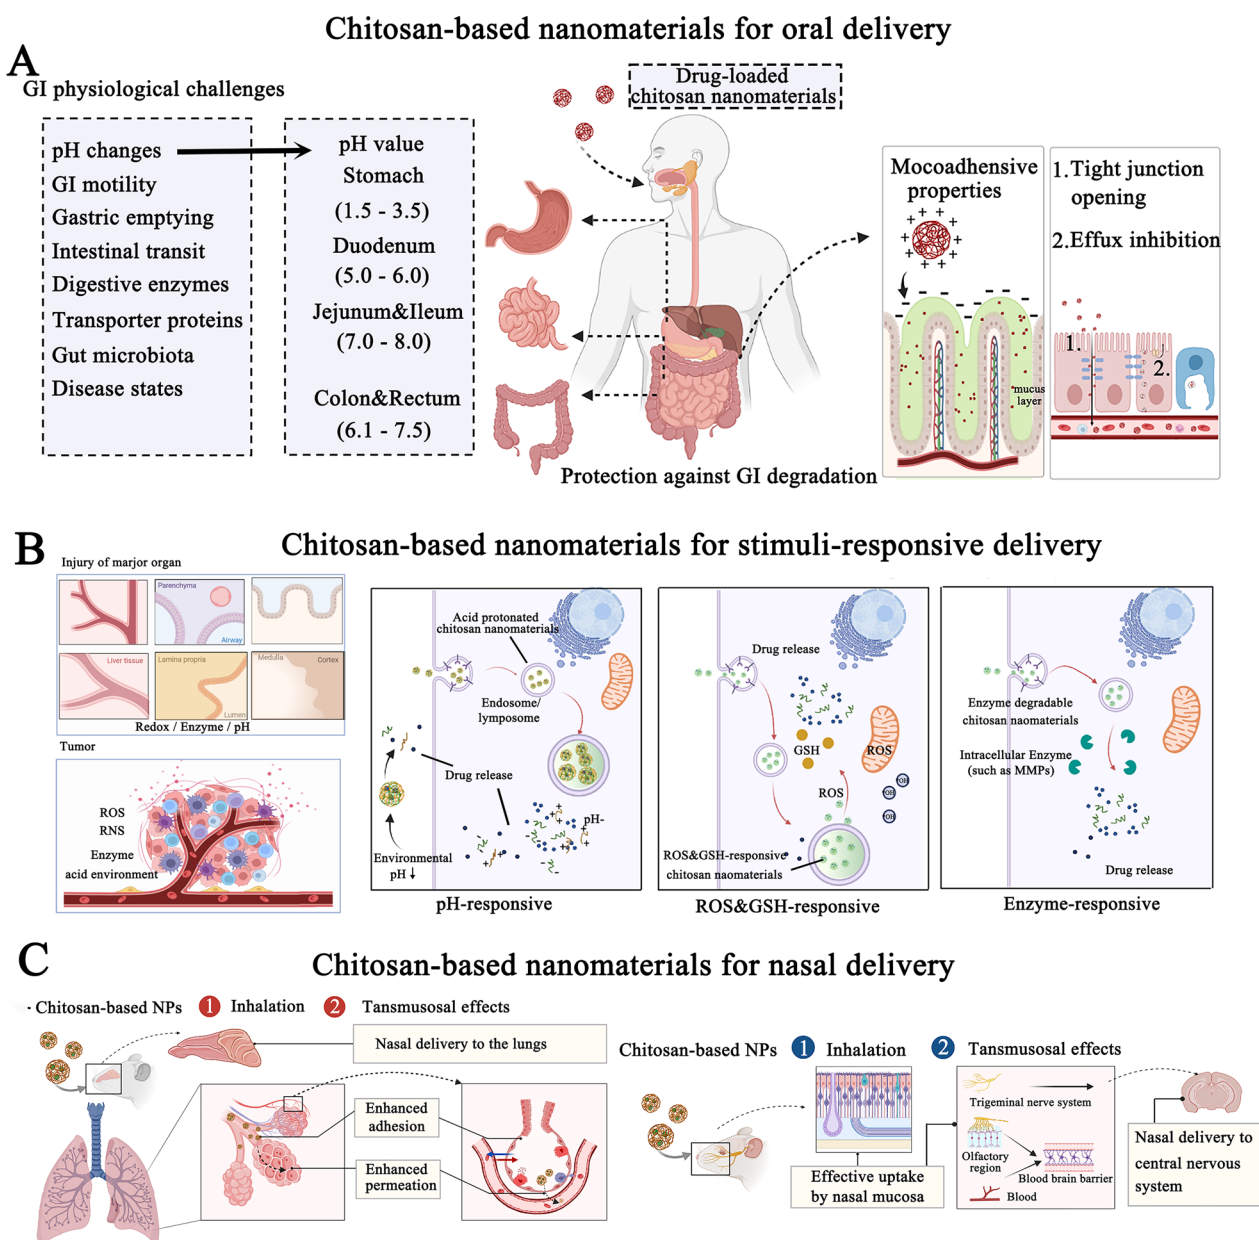 Chitosan-based nanomaterials for oral delivery
A
GI physiological challenges
pH changes
GI motility
Gastric emptying
Intestinal transit
Digestive enzymes
Transporter proteins
Gut microbiota
Disease states
pH value
Stomach
(1.5 - 3.5)
Duodenum
(5.0 - 6.0)
Jejunum&Ileum
(7.0 - 8.0)
Colon&Rectum
(6.1 - 7.5)
Drug-loaded
chitosan nanomaterials
Protection against GI degradation
Mocoadhensive
properties
mucus
layer
1.Tight junction
opening
2.Effux inhibition
1.
2.
B
Chitosan-based nanomaterials for stimuli-responsive delivery
Injury of marjor organ
Parenchyma
Airway
Liver tissue
Lamina propria
Lumen
Medulla
Cortex
Redox / Enzyme / pH
Tumor
ROS
RNS
Enzyme
acid environment
Acid protonated
chitosan nanomaterials
Endosome/
lymposome
Drug release
pH-
Environmental
pH ↓
pH-responsive
Drug release
GSH
ROS
ROS
·OH
·OH
·OH
ROS&GSH-responsive
chitosan naomaterials
ROS&GSH-responsive
Enzyme degradable
chitosan naomaterials
Intracellular Enzyme
(such as MMPs)
Drug release
Enzyme-responsive
C
Chitosan-based nanomaterials for nasal delivery
Chitosan-based NPs 1 Inhalation 2 Tansmusosal effects
Nasal delivery to the lungs
Enhanced
adhesion
Enhanced
permeation
Chitosan-based NPs 1 Inhalation 2 Tansmusosal effects
Effective uptake
by nasal mucosa
Trigeminal nerve system
Olfactory
region
Blood brain barrier
Blood
Nasal delivery to
central nervous
system